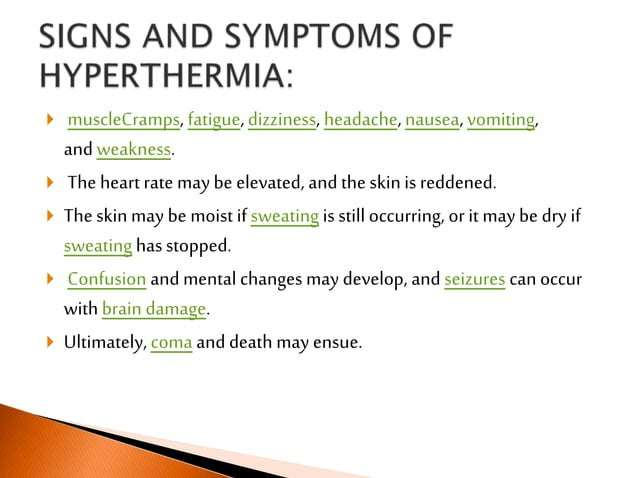 SIGNS AND SYMPTOMS OF
HYPERTHERMIA:
muscleCramps, fatigue, dizziness, headache, nausea, vomiting,
and weakness.
The heart rate may be elevated, and the skin is reddened.
The skin may be moist if sweating is still occurring, or it may be dry if
sweating has stopped.
Confusion and mental changes may develop, and seizures can occur
with brain damage.
Ultimately, coma and death may ensue.